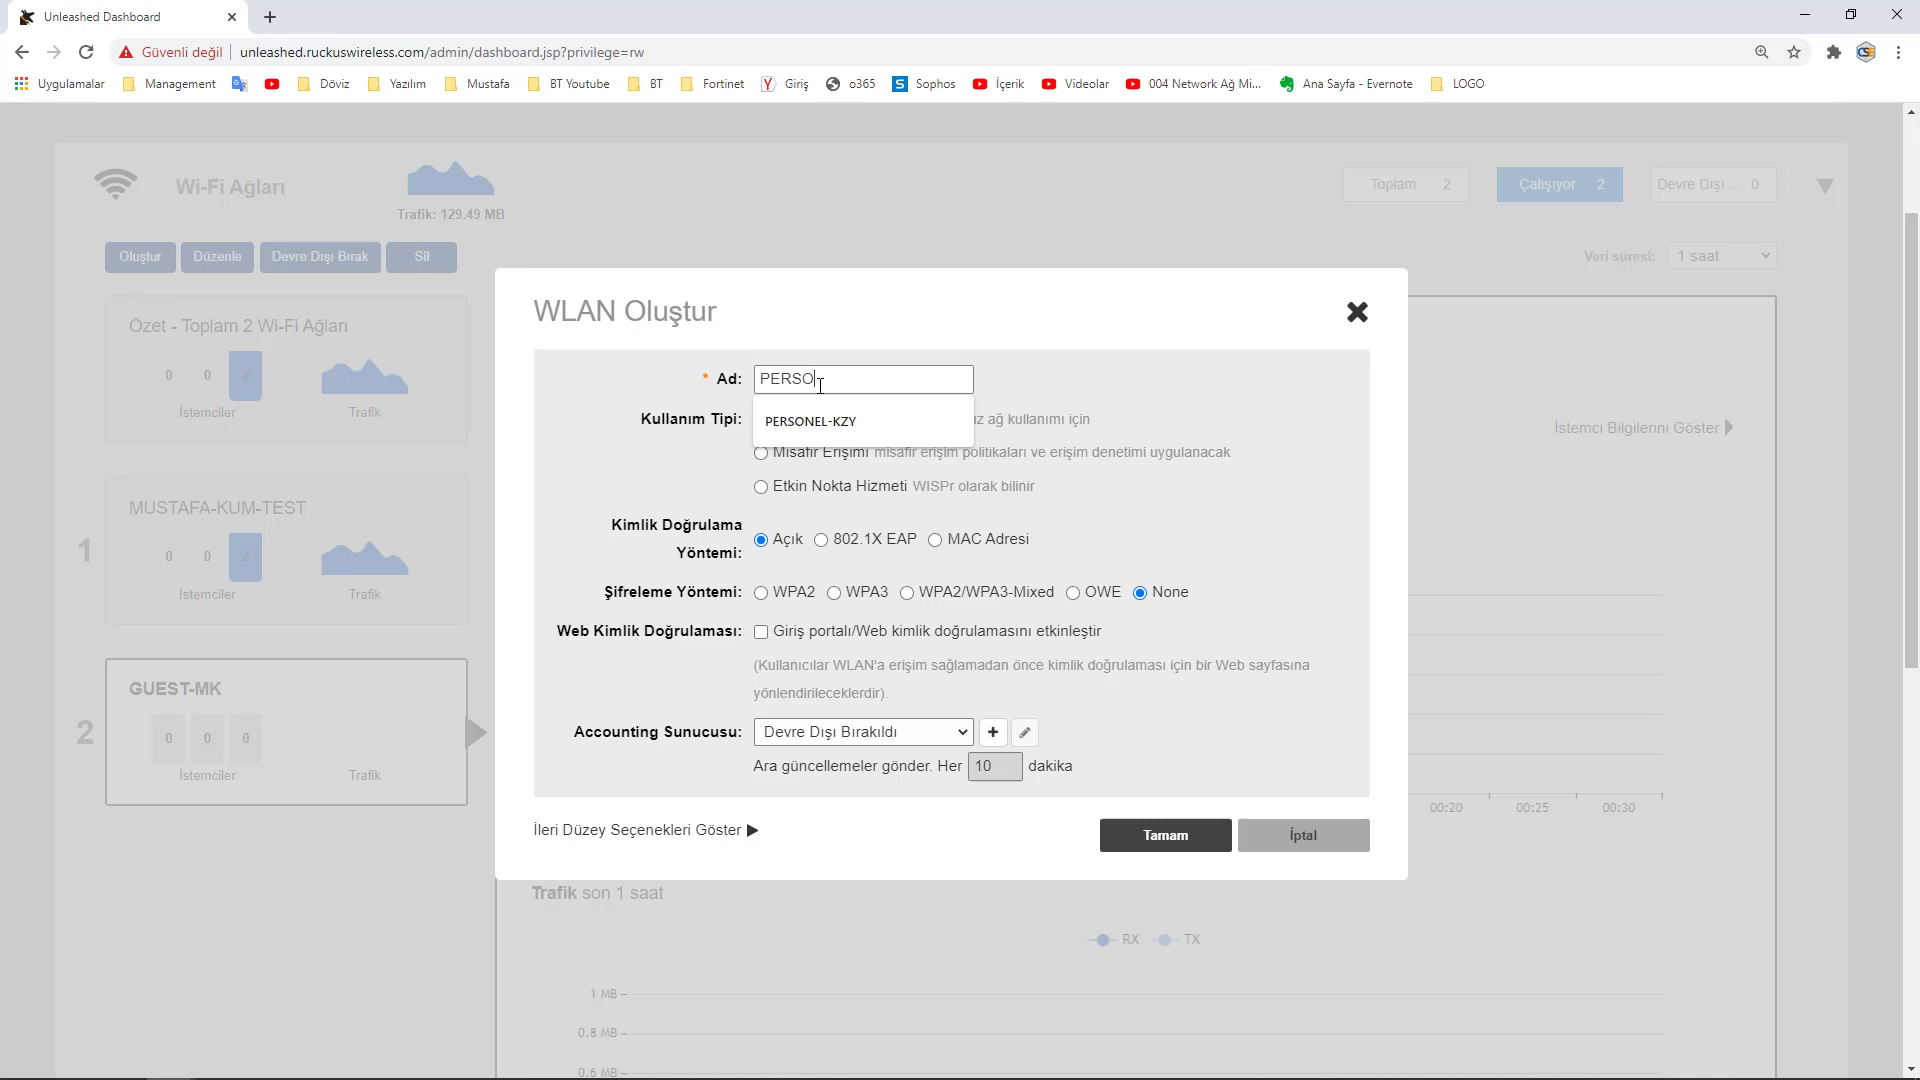 Unleashed Dashboard
Güvenli değil
unleashed.ruckuswireless.com/admin/dashboard.jsp?privilege=rw
Uygulamalar Management Döviz Yazılım Mustafa BT Youtube BT Fortinet Giriş o365 Sophos İçerik Videolar 004 Network Ağ Mi... Ana Sayfa - Evernote LOGO
Wi-Fi Ağları
Trafik: 129.49 MB
Toplam 2
Çalışıyor 2
Devre Dışı ... 0
Oluştur Düzenle Devre Dışı Bırak Sil
Veri süresi: 1 saat
Özet - Toplam 2 Wi-Fi Ağları
0 0 2
İstemciler Trafik
1
MUSTAFA-KUM-TEST
0 0 2
İstemciler Trafik
2
GUEST-MK
0 0 0
İstemciler Trafik
WLAN Oluştur
* Ad: PERSO
PERSONEL-KZY
Kullanım Tipi: z ağ kullanımı için
Misafir Erişimi misafir erişim politikaları ve erişim denetimi uygulanacak
Etkin Nokta Hizmeti WISPr olarak bilinir
Kimlik Doğrulama
Yöntemi: Açık 802.1X EAP MAC Adresi
Şifreleme Yöntemi: WPA2 WPA3 WPA2/WPA3-Mixed OWE None
Web Kimlik Doğrulaması: Giriş portalı/Web kimlik doğrulamasını etkinleştir
(Kullanıcılar WLAN'a erişim sağlamadan önce kimlik doğrulaması için bir Web sayfasına
yönlendirileceklerdir).
Accounting Sunucusu: Devre Dışı Bırakıldı
Ara güncellemeler gönder. Her 10 dakika
İleri Düzey Seçenekleri Göster
Tamam İptal
İstemci Bilgilerini Göster
00:20 00:25 00:30
Trafik son 1 saat
RX TX
1 MB
0.8 MB
0.6 MB